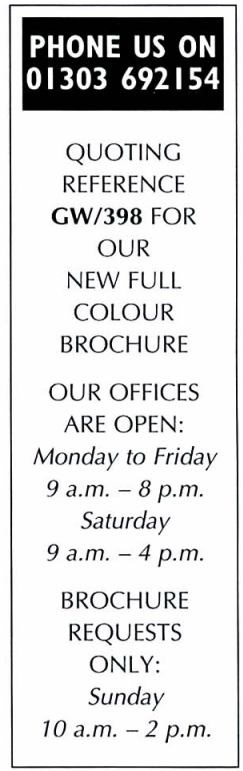 PHONE US ON
01303 692154
QUOTING
REFERENCE
GW/398 FOR
OUR
NEW FULL
COLOUR
BROCHURE
OUR OFFICES
ARE OPEN:
Monday to Friday
9 a.m. – 8 p.m.
Saturday
9 a.m. – 4 p.m.
BROCHURE
REQUESTS
ONLY:
Sunday
10 a.m. – 2 p.m.